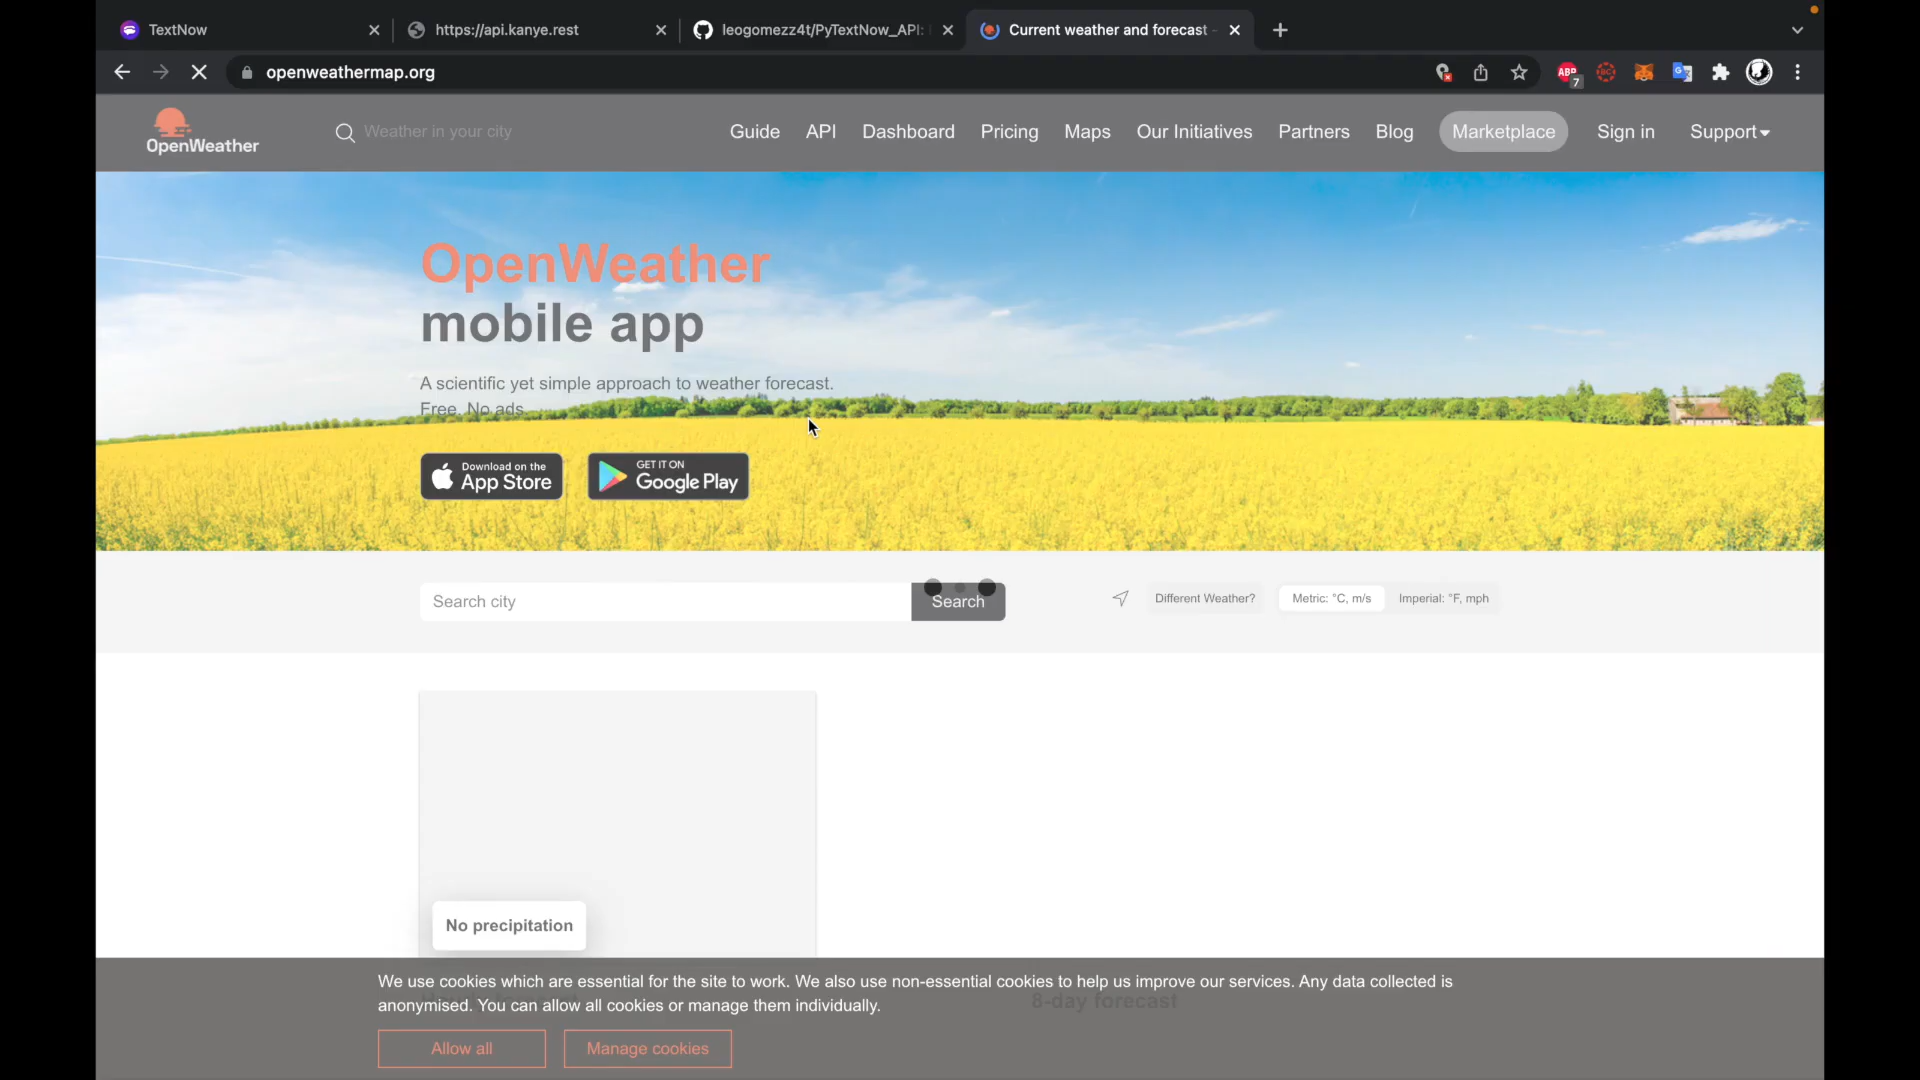 TextNow
https://api.kanye.rest
leogomezz4t/PyTextNow_API:
Current weather and forecast -
openweathermap.org
ABP
7
OpenWeather
Weather in your city
Guide
API
Dashboard
Pricing
Maps
Our Initiatives
Partners
Blog
Marketplace
Sign in
Support
OpenWeather
mobile app
A scientific yet simple approach to weather forecast.
Free. No ads.
Download on the
App Store
GET IT ON
Google Play
Search city
Search
Different Weather?
Metric: °C, m/s
Imperial: °F, mph
No precipitation
We use cookies which are essential for the site to work. We also use non-essential cookies to help us improve our services. Any data collected is
anonymised. You can allow all cookies or manage them individually.
8-day forecast
Allow all
Manage cookies